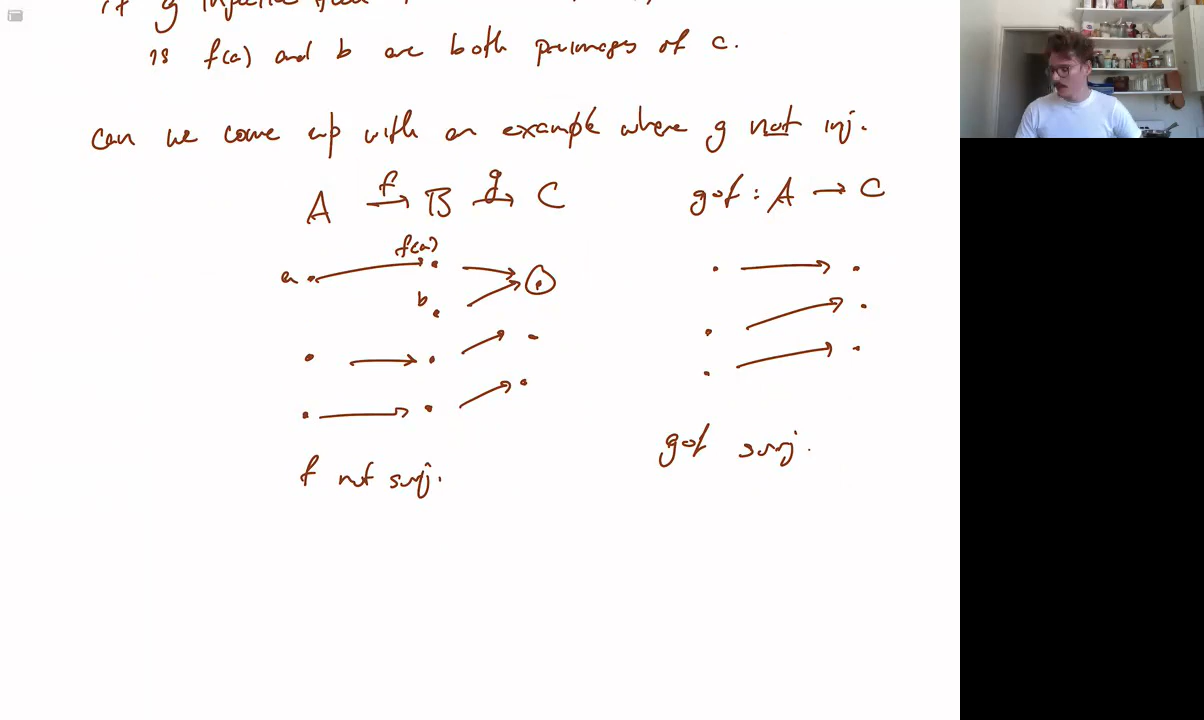 if g
is f(a) and b are both preimages of c.
can we come up with an example where g not inj.
A f→ B g→ C g∘f : A → C
f(a)
a
b
g∘f surj.
f not surj.